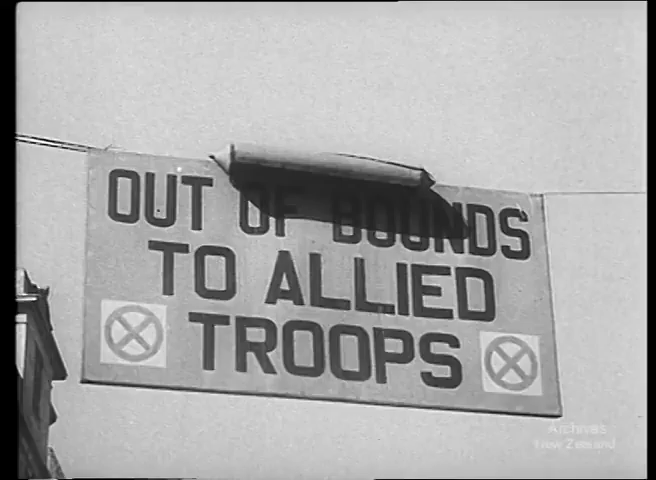 OUT OF BOUNDS
TO ALLIED
TROOPS
Archives
New Zealand